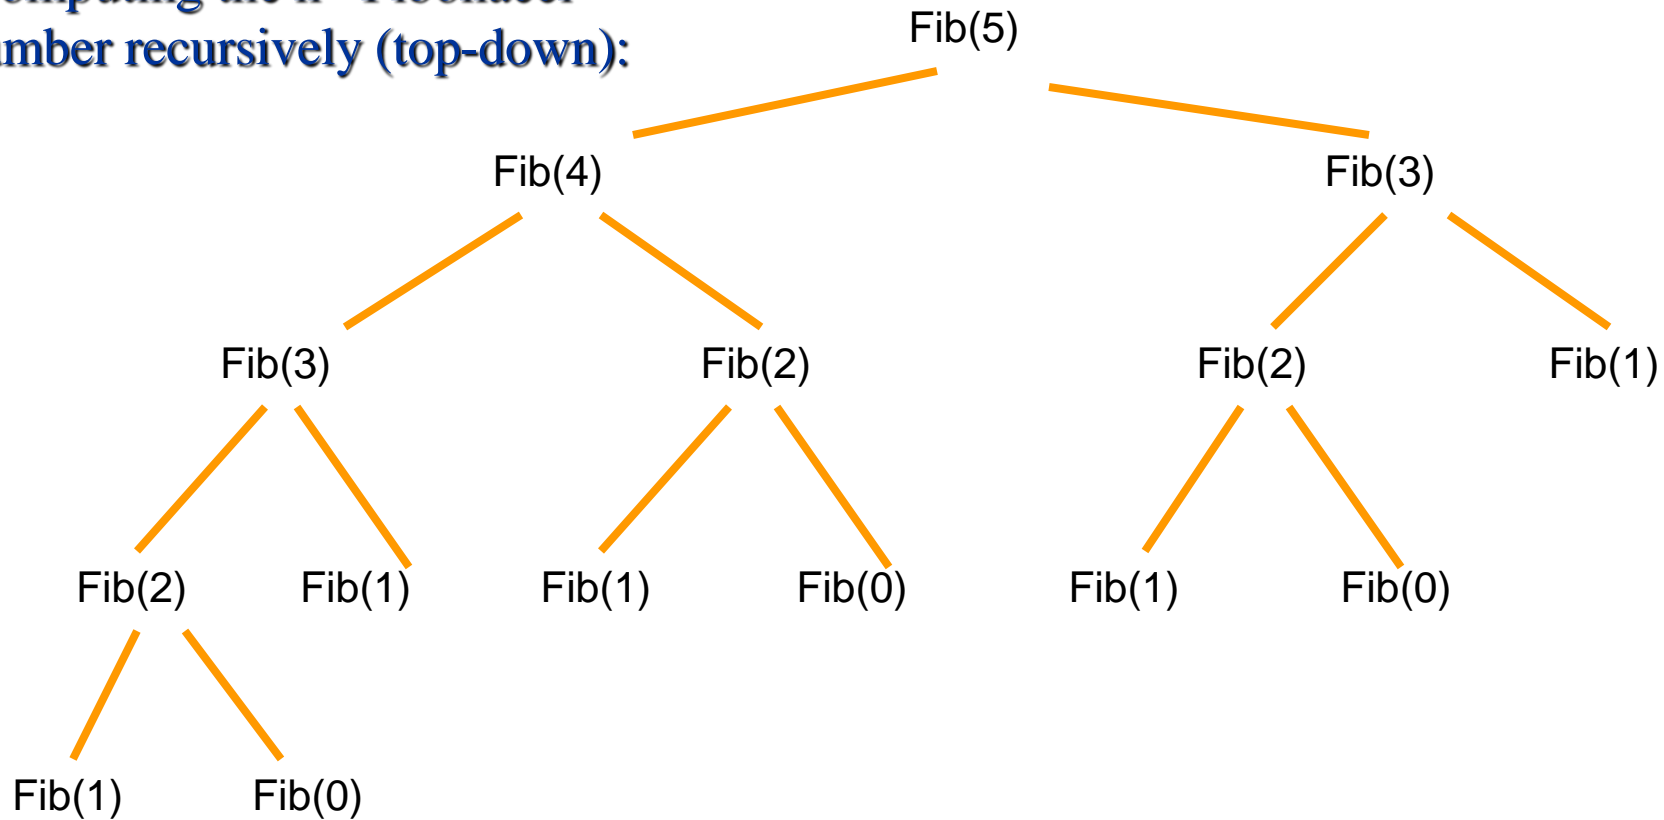 number recursively (top-down):
Fib(5)
Fib(4) Fib(3)
Fib(3) Fib(2) Fib(2) Fib(1)
Fib(2) Fib(1) Fib(1) Fib(0) Fib(1) Fib(0)
Fib(1) Fib(0)